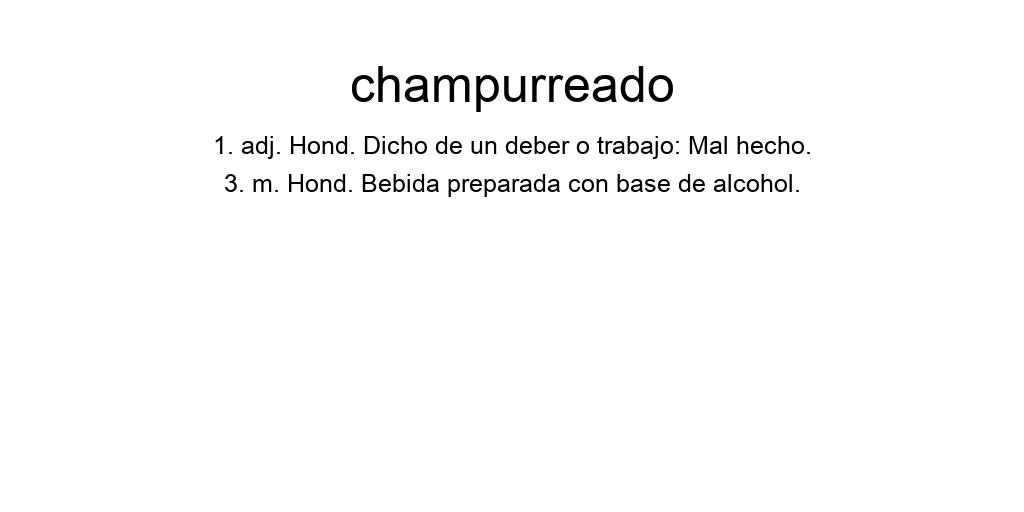 champurreado
1. adj. Hond. Dicho de un deber o trabajo: Mal hecho.
3. m. Hond. Bebida preparada con base de alcohol.